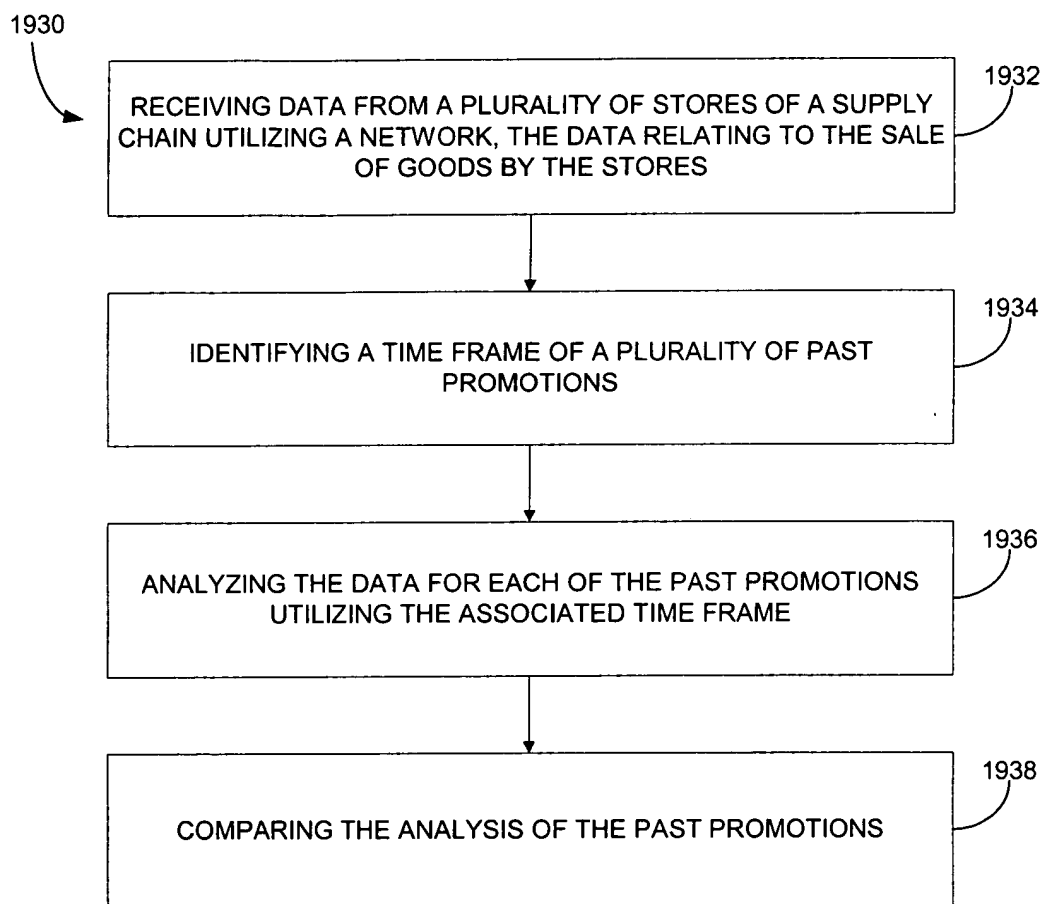 1930
1932
RECEIVING DATA FROM A PLURALITY OF STORES OF A SUPPLY
CHAIN UTILIZING A NETWORK, THE DATA RELATING TO THE SALE
OF GOODS BY THE STORES
1934
IDENTIFYING A TIME FRAME OF A PLURALITY OF PAST
PROMOTIONS
1936
ANALYZING THE DATA FOR EACH OF THE PAST PROMOTIONS
UTILIZING THE ASSOCIATED TIME FRAME
1938
COMPARING THE ANALYSIS OF THE PAST PROMOTIONS